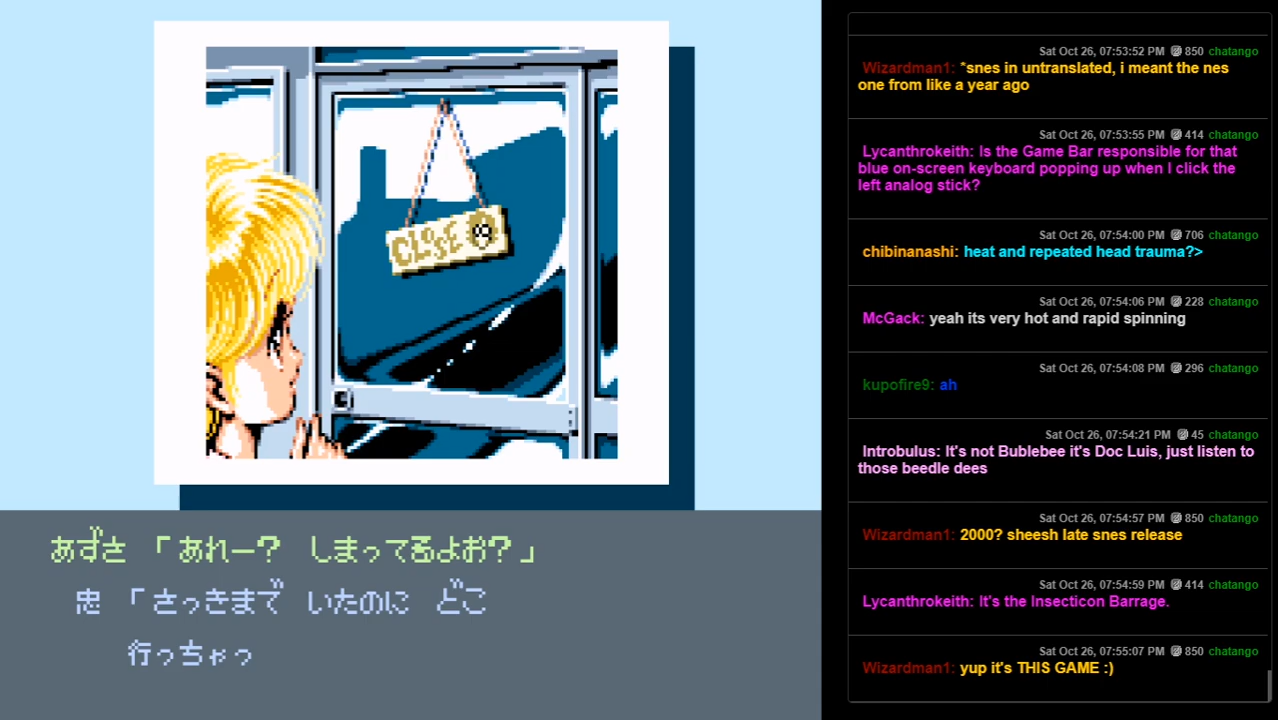 CLOSE
あずさ「あれー? しまってるよお?」
忠「さっきまで いたのに どこ
行っちゃっ
Sat Oct 26, 07:53:52 PM 850 chatango
Wizardman1: *snes in untranslated, i meant the nes
one from like a year ago
Sat Oct 26, 07:53:55 PM 414 chatango
Lycanthrokeith: Is the Game Bar responsible for that
blue on-screen keyboard popping up when I click the
left analog stick?
Sat Oct 26, 07:54:00 PM 706 chatango
chibinanashi: heat and repeated head trauma?>
Sat Oct 26, 07:54:06 PM 228 chatango
McGack: yeah its very hot and rapid spinning
Sat Oct 26, 07:54:08 PM 296 chatango
kupofire9: ah
Sat Oct 26, 07:54:21 PM 45 chatango
Introbulus: It's not Bublebee it's Doc Luis, just listen to
those beedle dees
Sat Oct 26, 07:54:57 PM 850 chatango
Wizardman1: 2000? sheesh late snes release
Sat Oct 26, 07:54:59 PM 414 chatango
Lycanthrokeith: It's the Insecticon Barrage.
Sat Oct 26, 07:55:07 PM 850 chatango
Wizardman1: yup it's THIS GAME :)